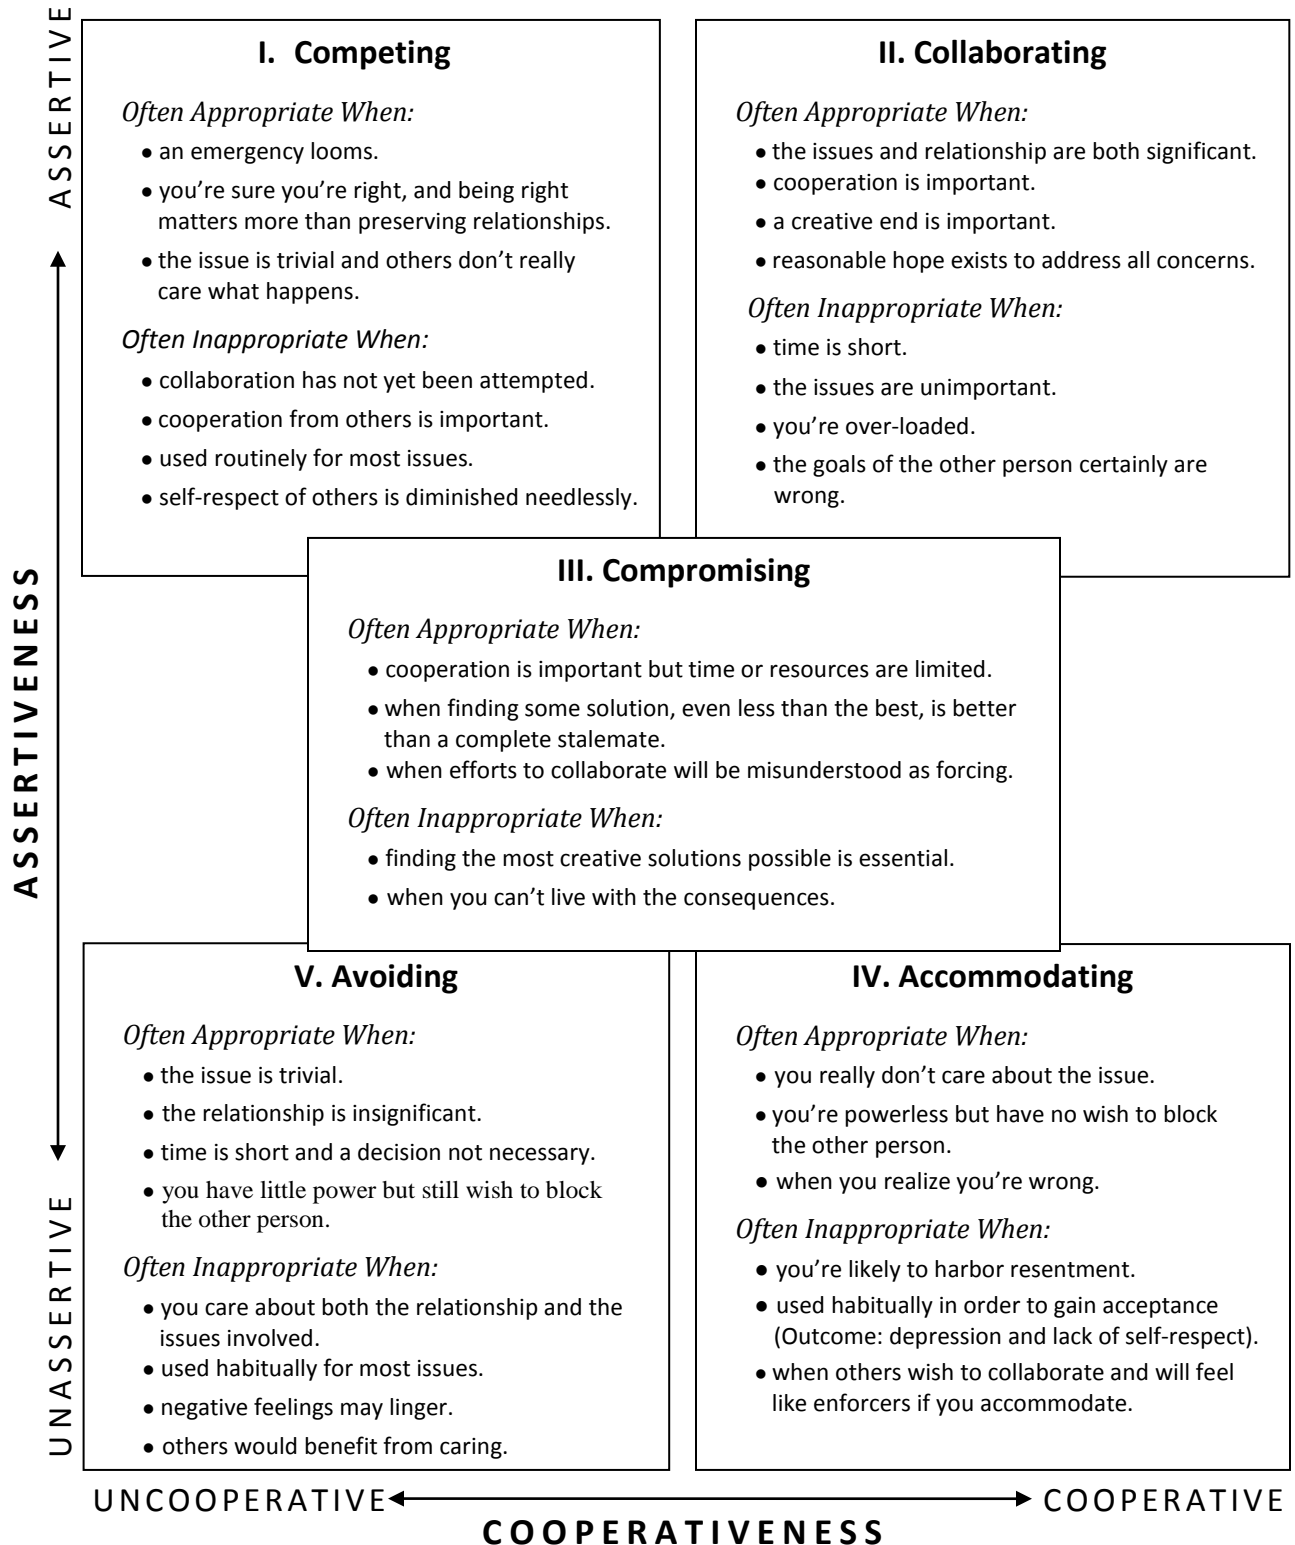 ASSERTIVE
ASSERTIVENESS
UNASSERTIVE
I. Competing
Often Appropriate When:
● an emergency looms.
● you’re sure you’re right, and being right
matters more than preserving relationships.
● the issue is trivial and others don’t really
care what happens.
Often Inappropriate When:
● collaboration has not yet been attempted.
● cooperation from others is important.
● used routinely for most issues.
● self-respect of others is diminished needlessly.
II. Collaborating
Often Appropriate When:
● the issues and relationship are both significant.
● cooperation is important.
● a creative end is important.
● reasonable hope exists to address all concerns.
Often Inappropriate When:
● time is short.
● the issues are unimportant.
● you’re over-loaded.
● the goals of the other person certainly are
wrong.
III. Compromising
Often Appropriate When:
● cooperation is important but time or resources are limited.
● when finding some solution, even less than the best, is better
than a complete stalemate.
● when efforts to collaborate will be misunderstood as forcing.
Often Inappropriate When:
● finding the most creative solutions possible is essential.
● when you can’t live with the consequences.
V. Avoiding
Often Appropriate When:
● the issue is trivial.
● the relationship is insignificant.
● time is short and a decision not necessary.
● you have little power but still wish to block
the other person.
Often Inappropriate When:
● you care about both the relationship and the
issues involved.
● used habitually for most issues.
● negative feelings may linger.
● others would benefit from caring.
IV. Accommodating
Often Appropriate When:
● you really don’t care about the issue.
● you’re powerless but have no wish to block
the other person.
● when you realize you’re wrong.
Often Inappropriate When:
● you’re likely to harbor resentment.
● used habitually in order to gain acceptance
(Outcome: depression and lack of self-respect).
● when others wish to collaborate and will feel
like enforcers if you accommodate.
UNCOOPERATIVE COOPERATIVE
COOPERATIVENESS